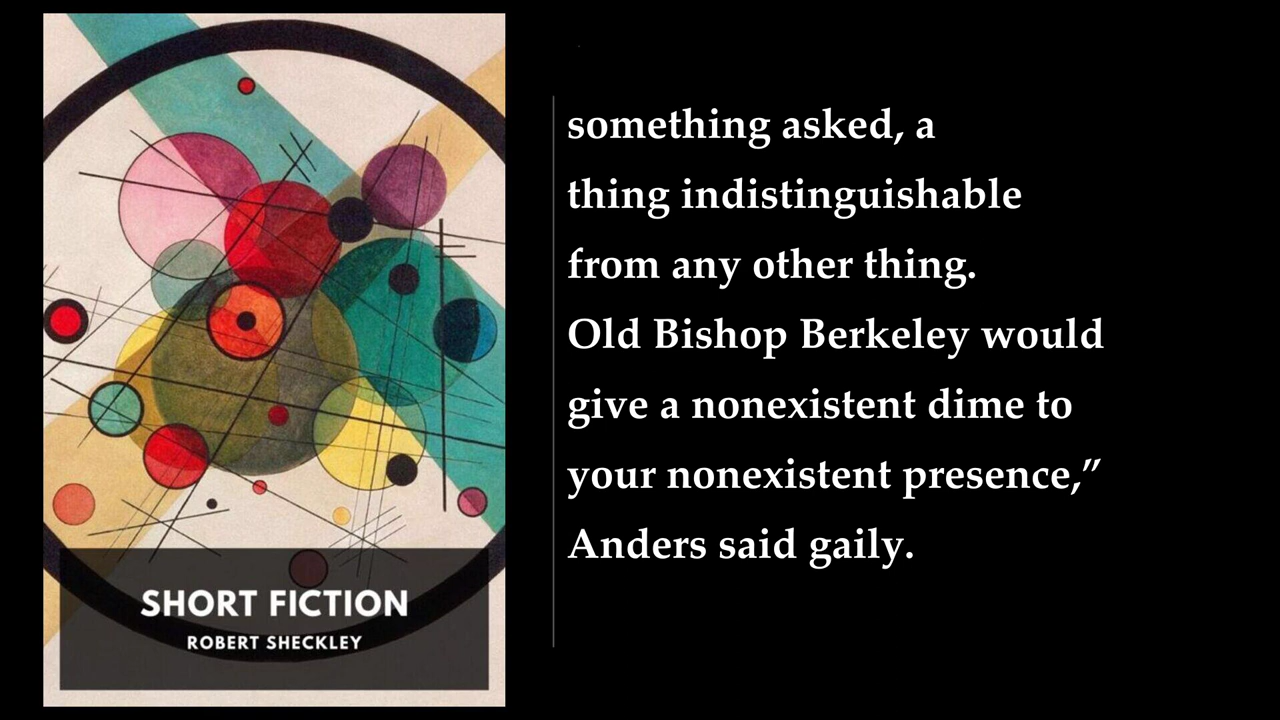 SHORT FICTION
ROBERT SHECKLEY
something asked, a
thing indistinguishable
from any other thing.
Old Bishop Berkeley would
give a nonexistent dime to
your nonexistent presence,”
Anders said gaily.